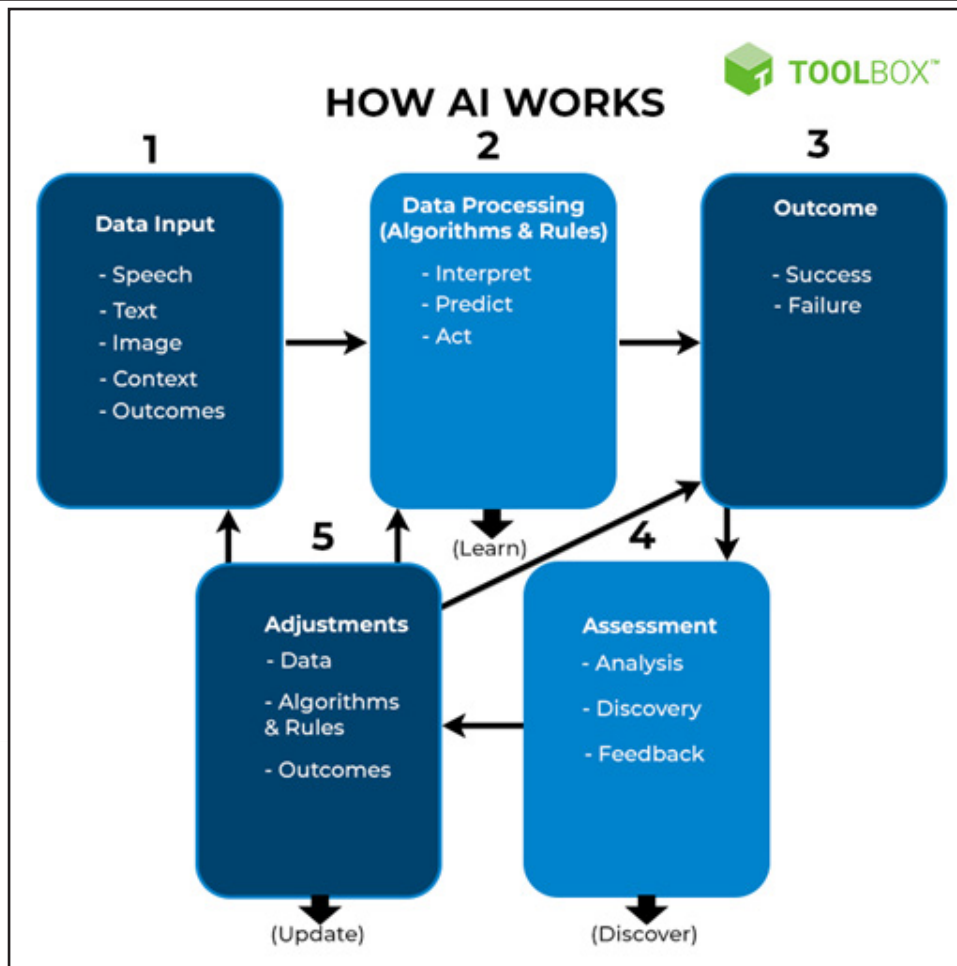 TOOLBOX™
HOW AI WORKS
1
Data Input
- Speech
- Text
- Image
- Context
- Outcomes
2
Data Processing
(Algorithms & Rules)
- Interpret
- Predict
- Act
(Learn)
3
Outcome
- Success
- Failure
4
Assessment
- Analysis
- Discovery
- Feedback
(Discover)
5
Adjustments
- Data
- Algorithms
& Rules
- Outcomes
(Update)